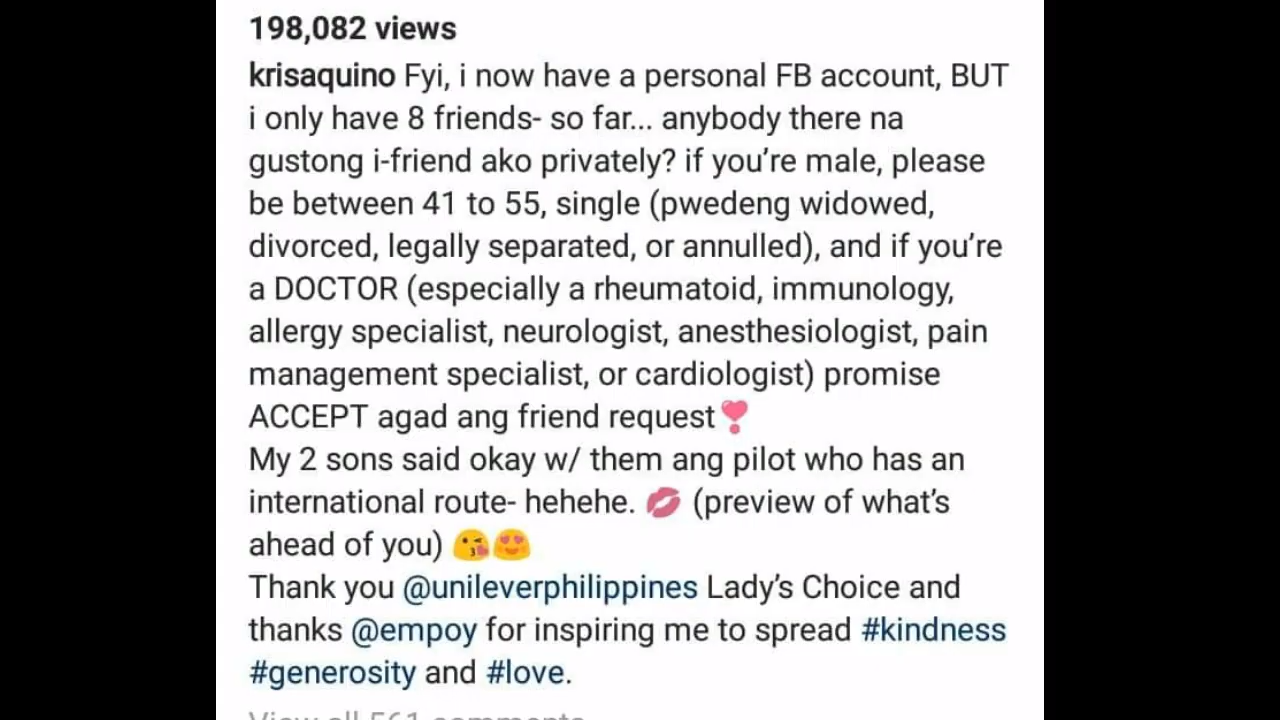 198,082 views
krisaquino Fyi, i now have a personal FB account, BUT
i only have 8 friends- so far... anybody there na
gustong i-friend ako privately? if you’re male, please
be between 41 to 55, single (pwedeng widowed,
divorced, legally separated, or annulled), and if you’re
a DOCTOR (especially a rheumatoid, immunology,
allergy specialist, neurologist, anesthesiologist, pain
management specialist, or cardiologist) promise
ACCEPT agad ang friend request❣️
My 2 sons said okay w/ them ang pilot who has an
international route- hehehe. 💋 (preview of what’s
ahead of you) 😘😍
Thank you @unileverphilippines Lady’s Choice and
thanks @empoy for inspiring me to spread #kindness
#generosity and #love.
View all 561 comments